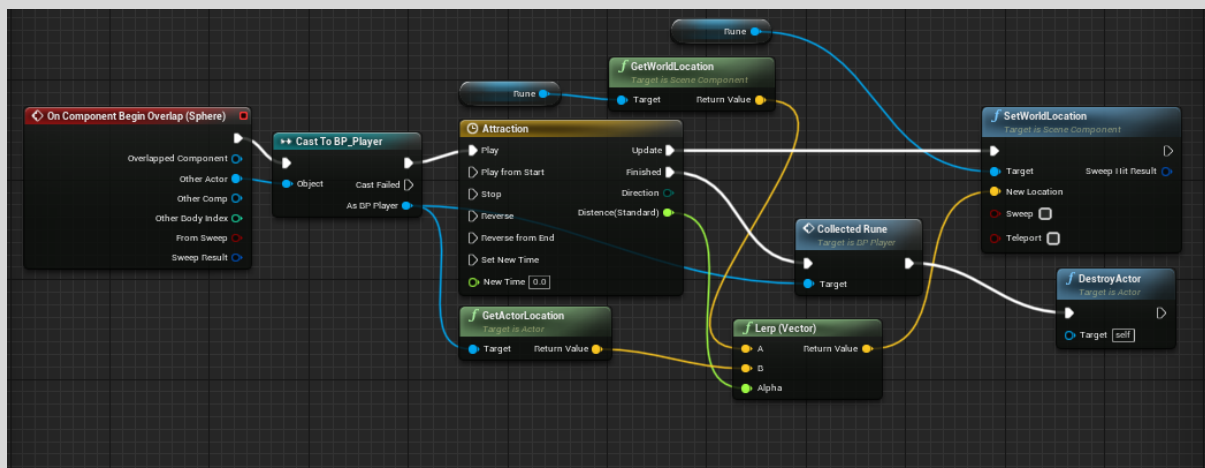 Rune
GetWorldLocation
Target is Scene Component
Target
Return Value
Rune
On Component Begin Overlap (Sphere)
Overlapped Component
Other Actor
Other Comp
Other Body Index
From Sweep
Sweep Result
Cast To BP_Player
Object
Cast Failed
As BP Player
Attraction
Play
Update
Play from Start
Finished
Stop
Direction
Reverse
Distence(Standard)
Reverse from End
Set New Time
New Time 0.0
GetActorLocation
Target is Actor
Target
Return Value
Collected Rune
Target is BP Player
Target
Lerp (Vector)
A
Return Value
B
Alpha
SetWorldLocation
Target is Scene Component
Target
Sweep Hit Result
New Location
Sweep
Teleport
DestroyActor
Target is Actor
Target self